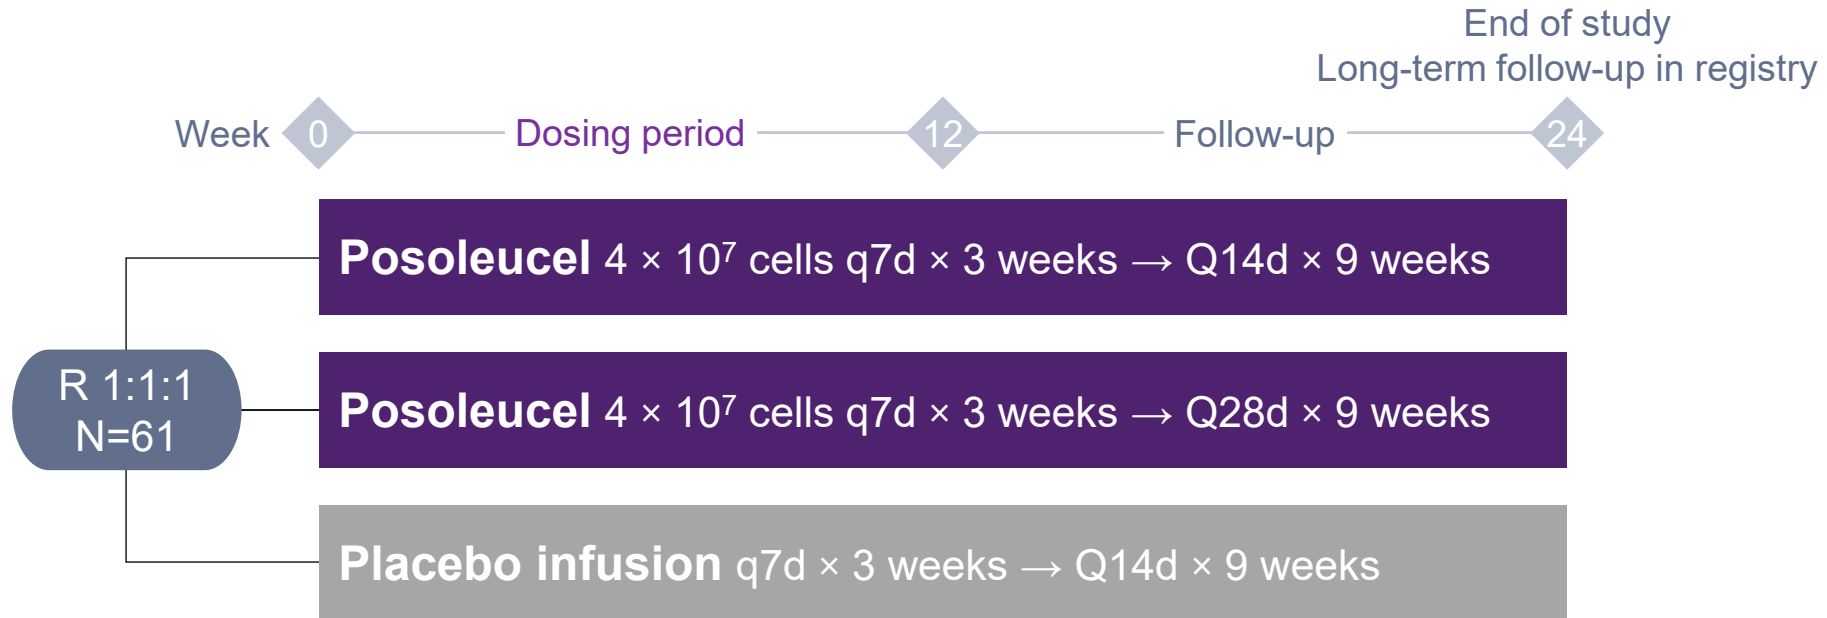 End of study
Long-term follow-up in registry
Week 0 Dosing period 12 Follow-up 24
Posoleucel 4 × 10⁷ cells q7d × 3 weeks → Q14d × 9 weeks
R 1:1:1
N=61
Posoleucel 4 × 10⁷ cells q7d × 3 weeks → Q28d × 9 weeks
Placebo infusion q7d × 3 weeks → Q14d × 9 weeks